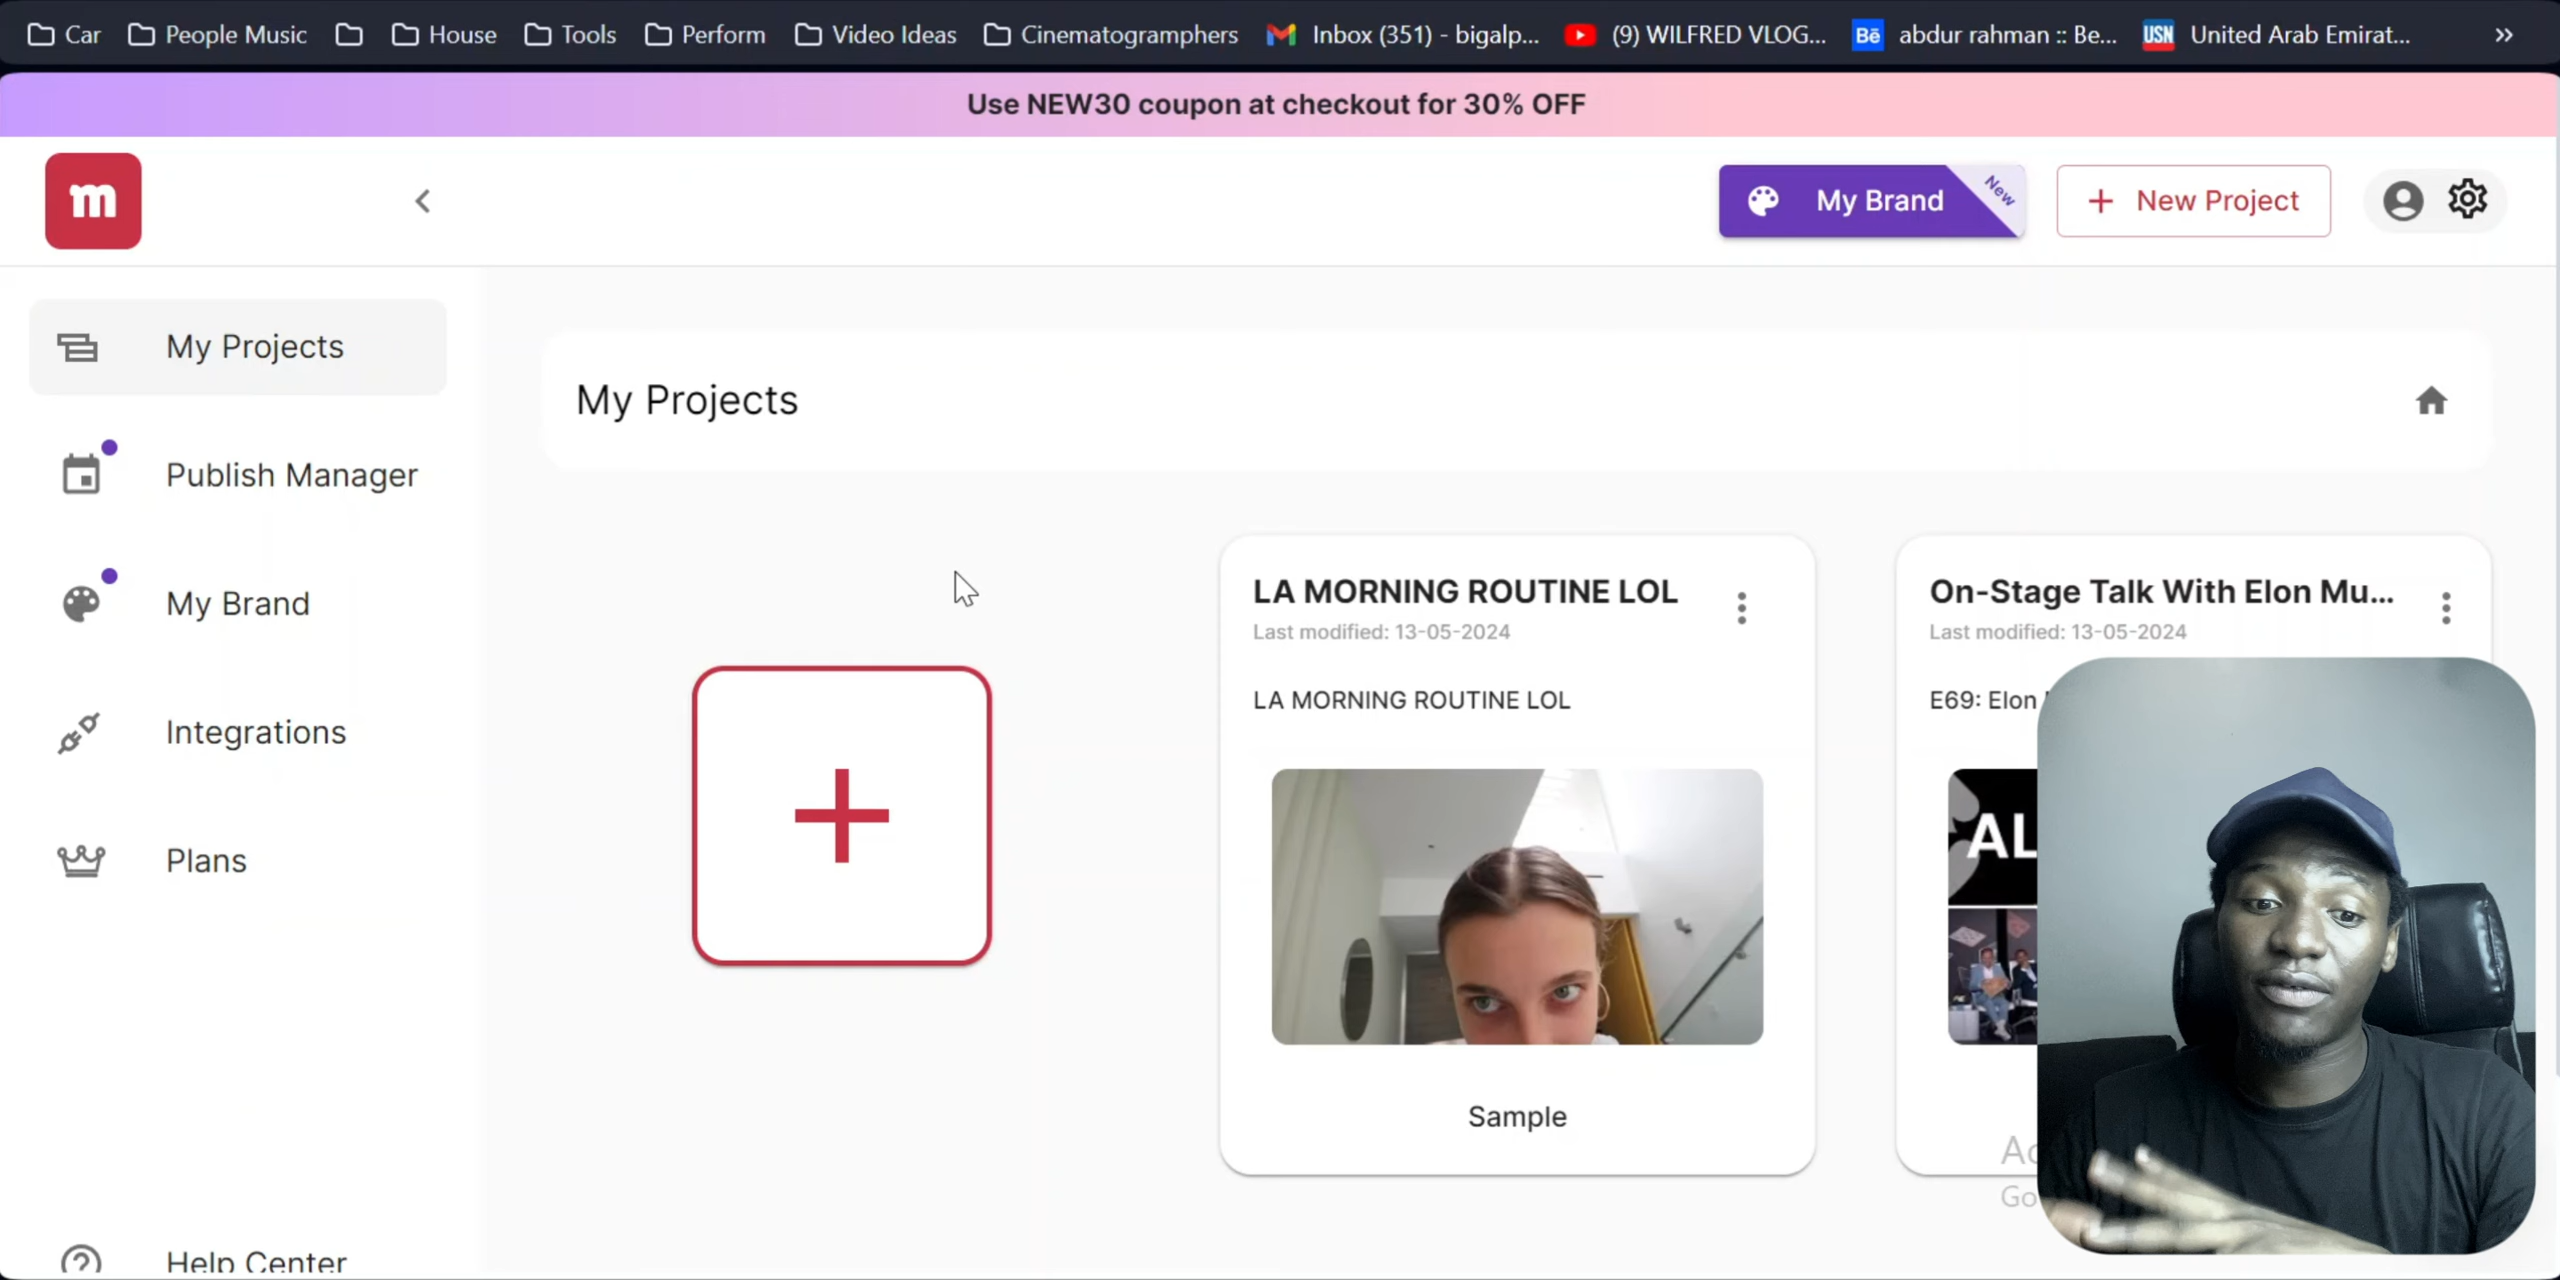 Car People Music House Tools Perform Video Ideas Cinematogramphers Inbox (351) - bigalp... (9) WILFRED VLOG... Bē abdur rahman :: Be... USN United Arab Emirat... »
Use NEW30 coupon at checkout for 30% OFF
m
My Brand New
+ New Project
My Projects
Publish Manager
My Brand
Integrations
Plans
Help Center
My Projects
LA MORNING ROUTINE LOL
Last modified: 13-05-2024
LA MORNING ROUTINE LOL
Sample
On-Stage Talk With Elon Mu...
Last modified: 13-05-2024
E69: Elon
AL